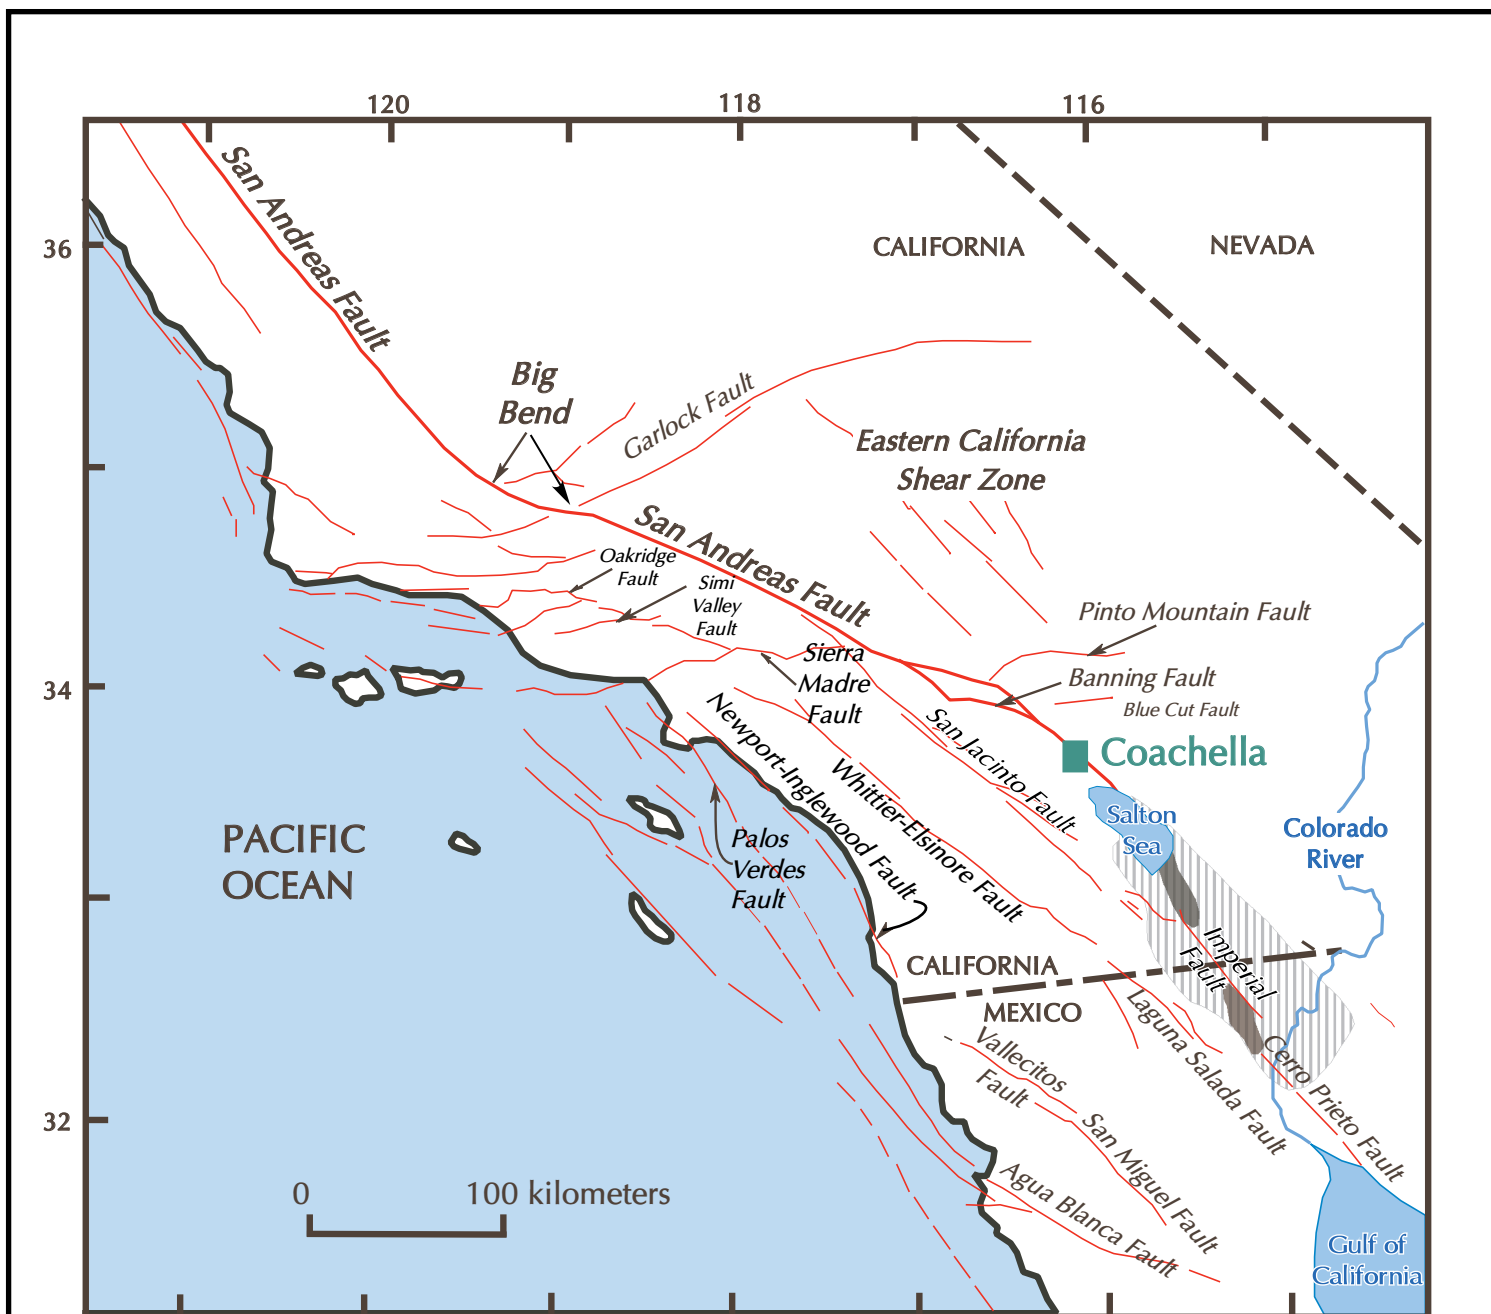 120
118
116
36
34
32
San Andreas Fault
CALIFORNIA
NEVADA
Big
Bend
Garlock Fault
Eastern California
Shear Zone
San Andreas Fault
Oakridge
Fault
Simi
Valley
Fault
Pinto Mountain Fault
Sierra
Madre
Fault
Banning Fault
Blue Cut Fault
Newport-Inglewood Fault
San Jacinto Fault
Coachella
Whittier-Elsinore Fault
Salton
Sea
Colorado
River
PACIFIC
OCEAN
Palos
Verdes
Fault
Imperial
Fault
CALIFORNIA
MEXICO
Laguna Salada Fault
Cerro Prieto Fault
Vallecitos
Fault
San Miguel Fault
Agua Blanca Fault
0
100 kilometers
Gulf of
California